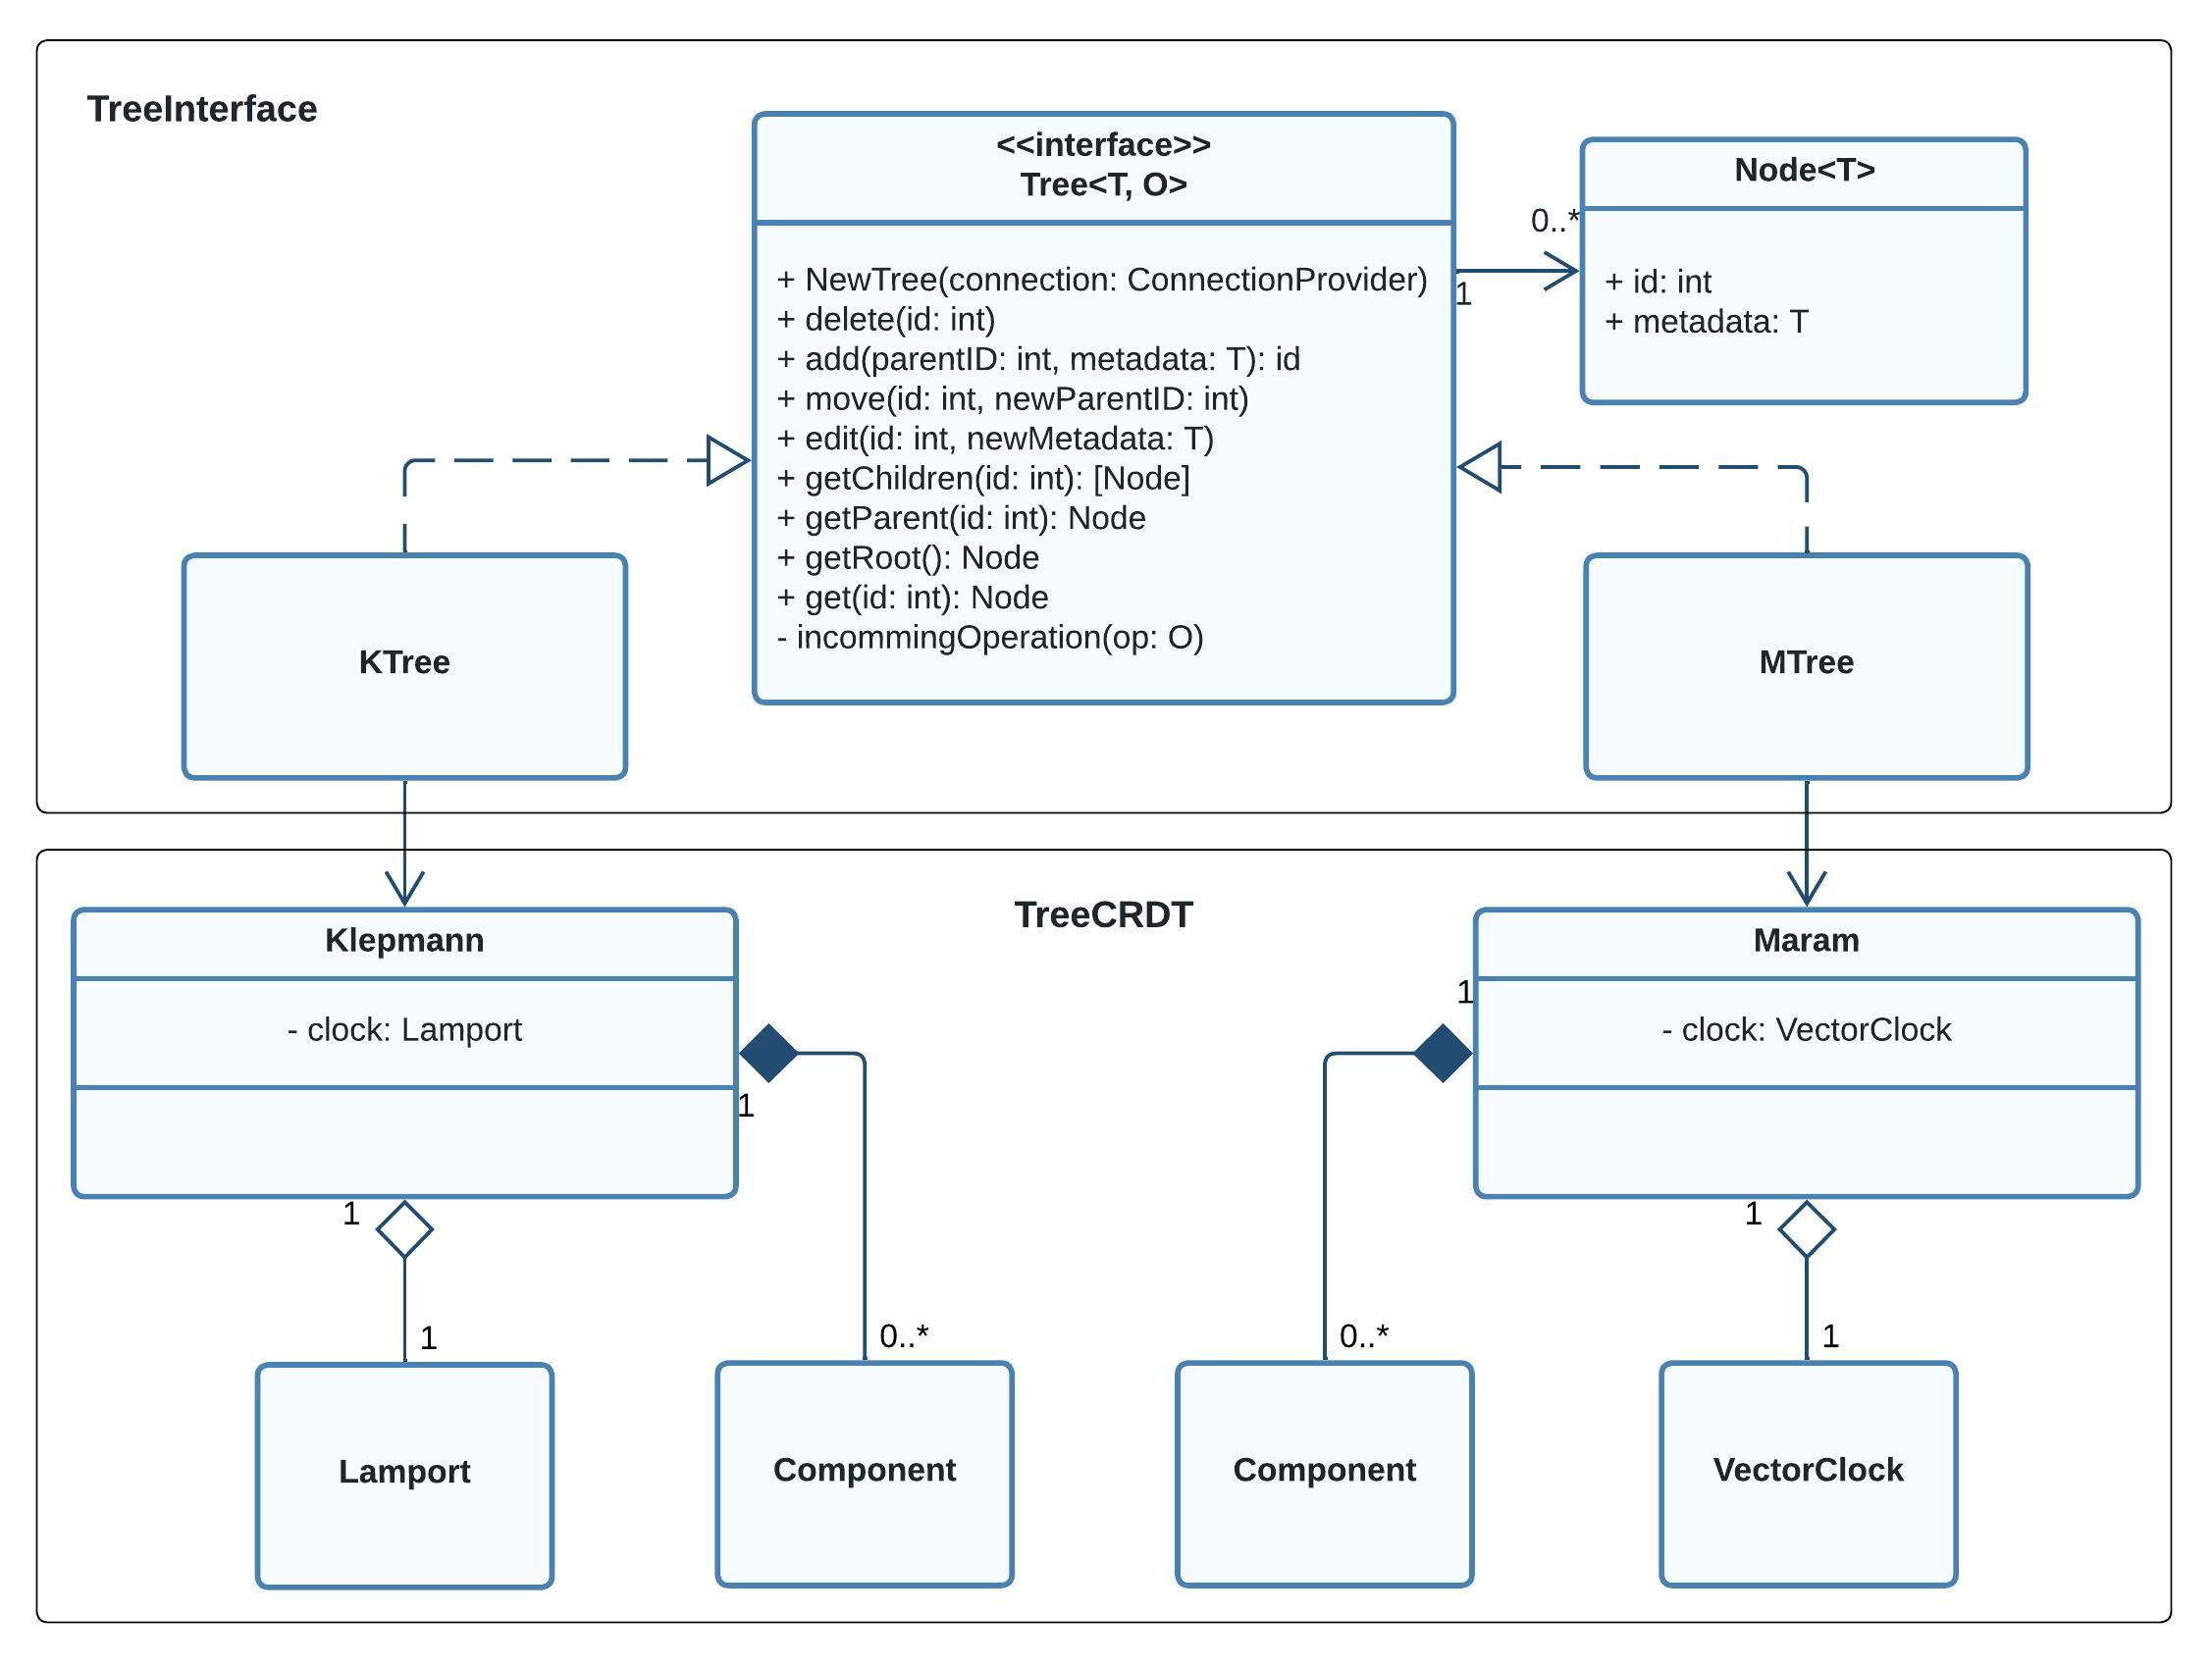 TreeInterface
<<interface>>
Tree<T, O>
+ NewTree(connection: ConnectionProvider)
+ delete(id: int)
+ add(parentID: int, metadata: T): id
+ move(id: int, newParentID: int)
+ edit(id: int, newMetadata: T)
+ getChildren(id: int): [Node]
+ getParent(id: int): Node
+ getRoot(): Node
+ get(id: int): Node
- incommingOperation(op: O)
1
0..*
Node<T>
+ id: int
+ metadata: T
KTree
MTree
TreeCRDT
Klepmann
- clock: Lamport
1
1
1
0..*
Lamport
Component
Maram
- clock: VectorClock
1
1
0..*
1
Component
VectorClock